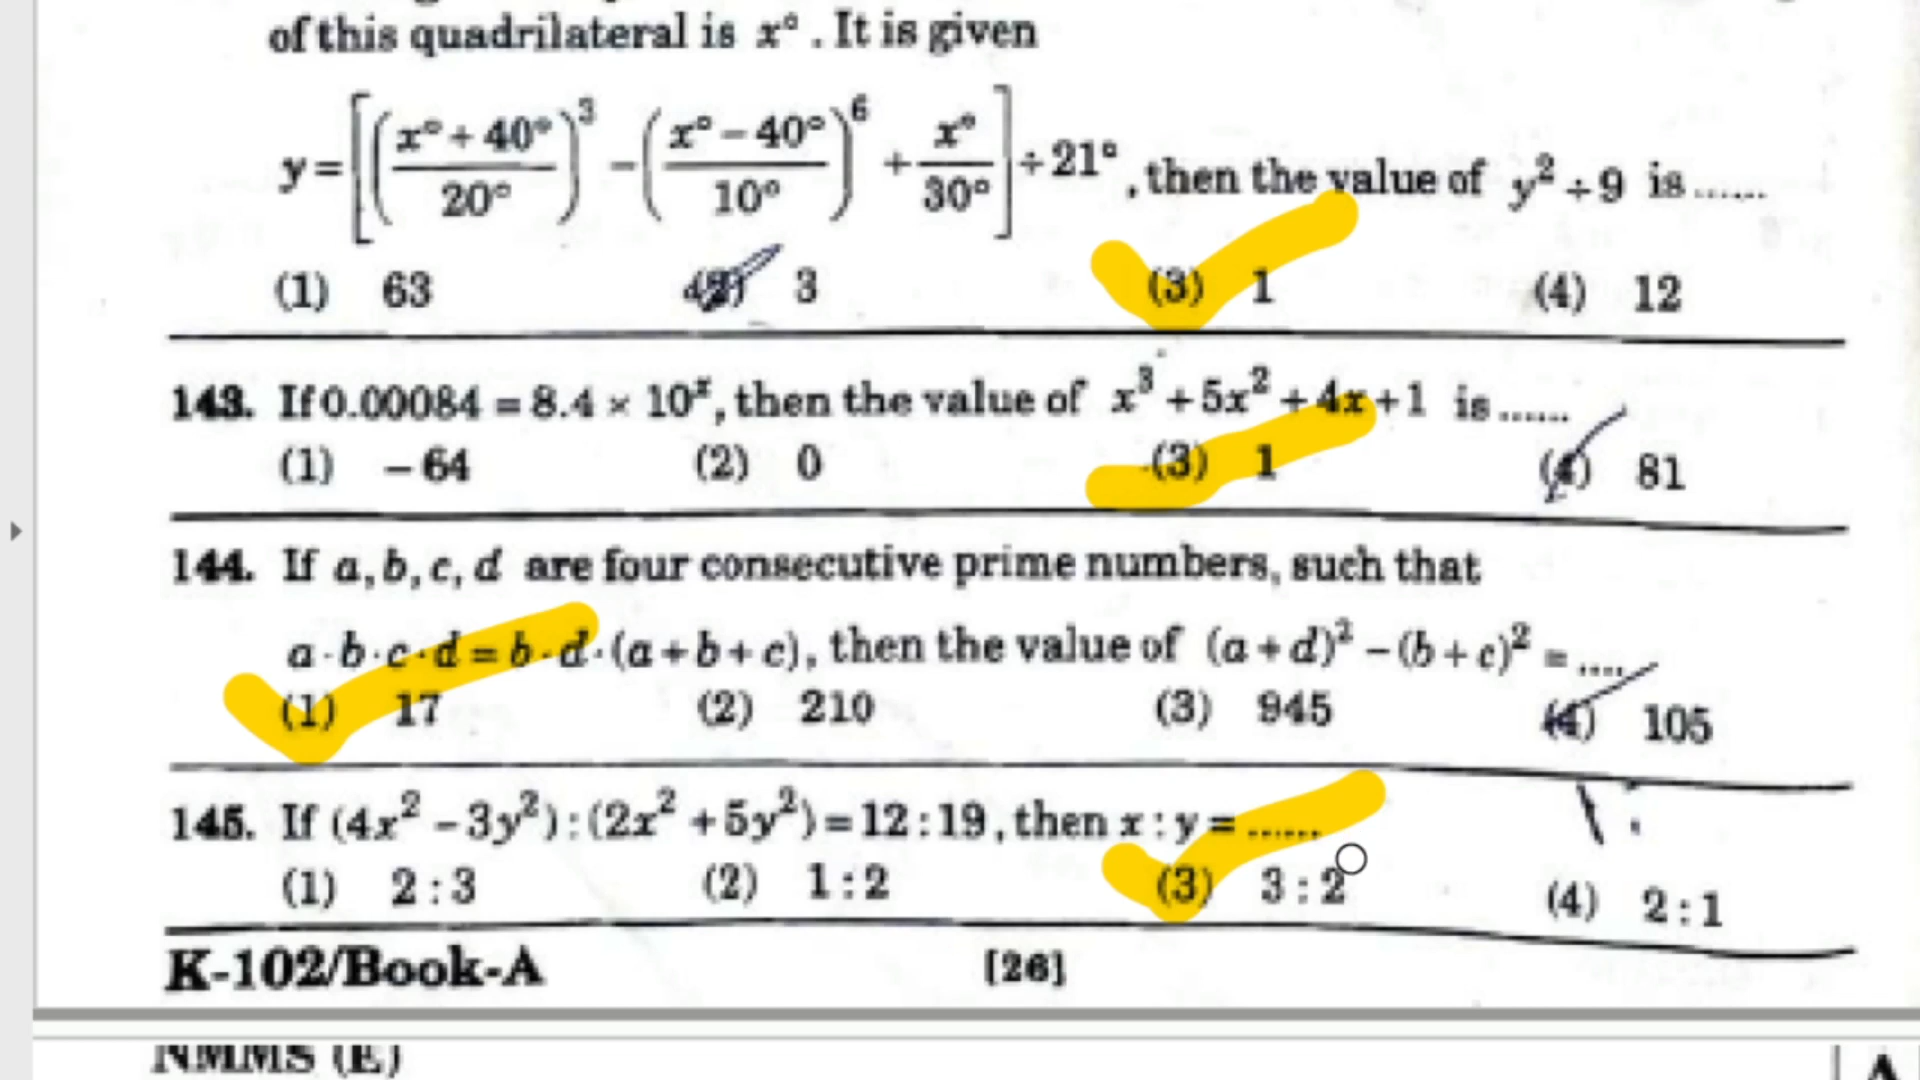 of this quadrilateral is x° . It is given
y=[((x°+40°)/20°)³ −((x°−40°)/10°)⁶ +x°/30°]÷21° , then the value of y² ÷9 is ......
(1) 63 (2) 3 (3) 1 (4) 12
143. If 0.00084 = 8.4 × 10ˣ, then the value of x³ +5x² +4x+1 is ......
(1) – 64 (2) 0 (3) 1 (4) 81
144. If a, b, c, d are four consecutive prime numbers, such that
a·b·c·d = b·d·(a+b+c), then the value of (a+d)² −(b+c)² = ....
(1) 17 (2) 210 (3) 945 (4) 105
145. If (4x² −3y²):(2x² +5y²)=12:19, then x:y = ......
(1) 2:3 (2) 1:2 (3) 3:2 (4) 2:1
K-102/Book-A [26]
NMMS (E) A